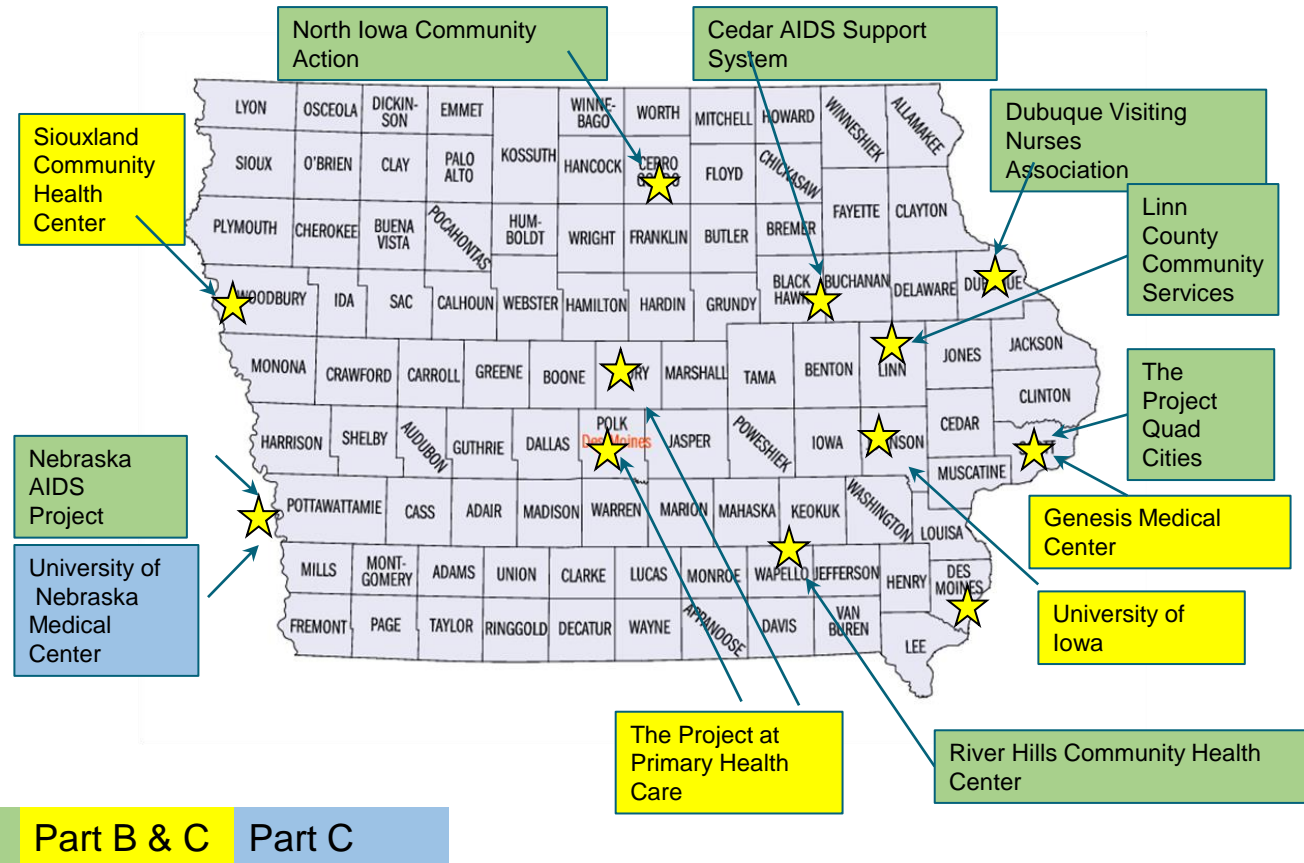 North Iowa Community
Action
Cedar AIDS Support
System
Dubuque Visiting
Nurses
Association
Siouxland
Community
Health
Center
Linn
County
Community
Services
The
Project
Quad
Cities
Genesis Medical
Center
University of
Iowa
River Hills Community Health
Center
The Project at
Primary Health
Care
Nebraska
AIDS
Project
University of
Nebraska
Medical
Center
LYON
OSCEOLA
DICKIN-
SON
EMMET
WINNE-
BAGO
WORTH
MITCHELL
HOWARD
WINNESHIEK
ALLAMAKEE
SIOUX
O'BRIEN
CLAY
PALO
ALTO
KOSSUTH
HANCOCK
CERRO
FLOYD
CHICKASAW
FAYETTE
CLAYTON
PLYMOUTH
CHEROKEE
BUENA
VISTA
POCAHONTAS
HUM-
BOLDT
WRIGHT
FRANKLIN
BUTLER
BREMER
WOODBURY
IDA
SAC
CALHOUN
WEBSTER
HAMILTON
HARDIN
GRUNDY
BLACK
HAWK
BUCHANAN
DELAWARE
MONONA
CRAWFORD
CARROLL
GREENE
BOONE
MARSHALL
TAMA
BENTON
LINN
JONES
JACKSON
CLINTON
HARRISON
SHELBY
AUDUBON
GUTHRIE
DALLAS
POLK
Des Moines
JASPER
POWESHIEK
IOWA
CEDAR
MUSCATINE
POTTAWATTAMIE
CASS
ADAIR
MADISON
WARREN
MARION
MAHASKA
KEOKUK
WASHINGTON
LOUISA
MILLS
MONT-
GOMERY
ADAMS
UNION
CLARKE
LUCAS
MONROE
WAPELLO
JEFFERSON
HENRY
DES
MOINES
FREMONT
PAGE
TAYLOR
RINGGOLD
DECATUR
WAYNE
APPANOOSE
DAVIS
VAN
BUREN
LEE
Part B & C
Part C